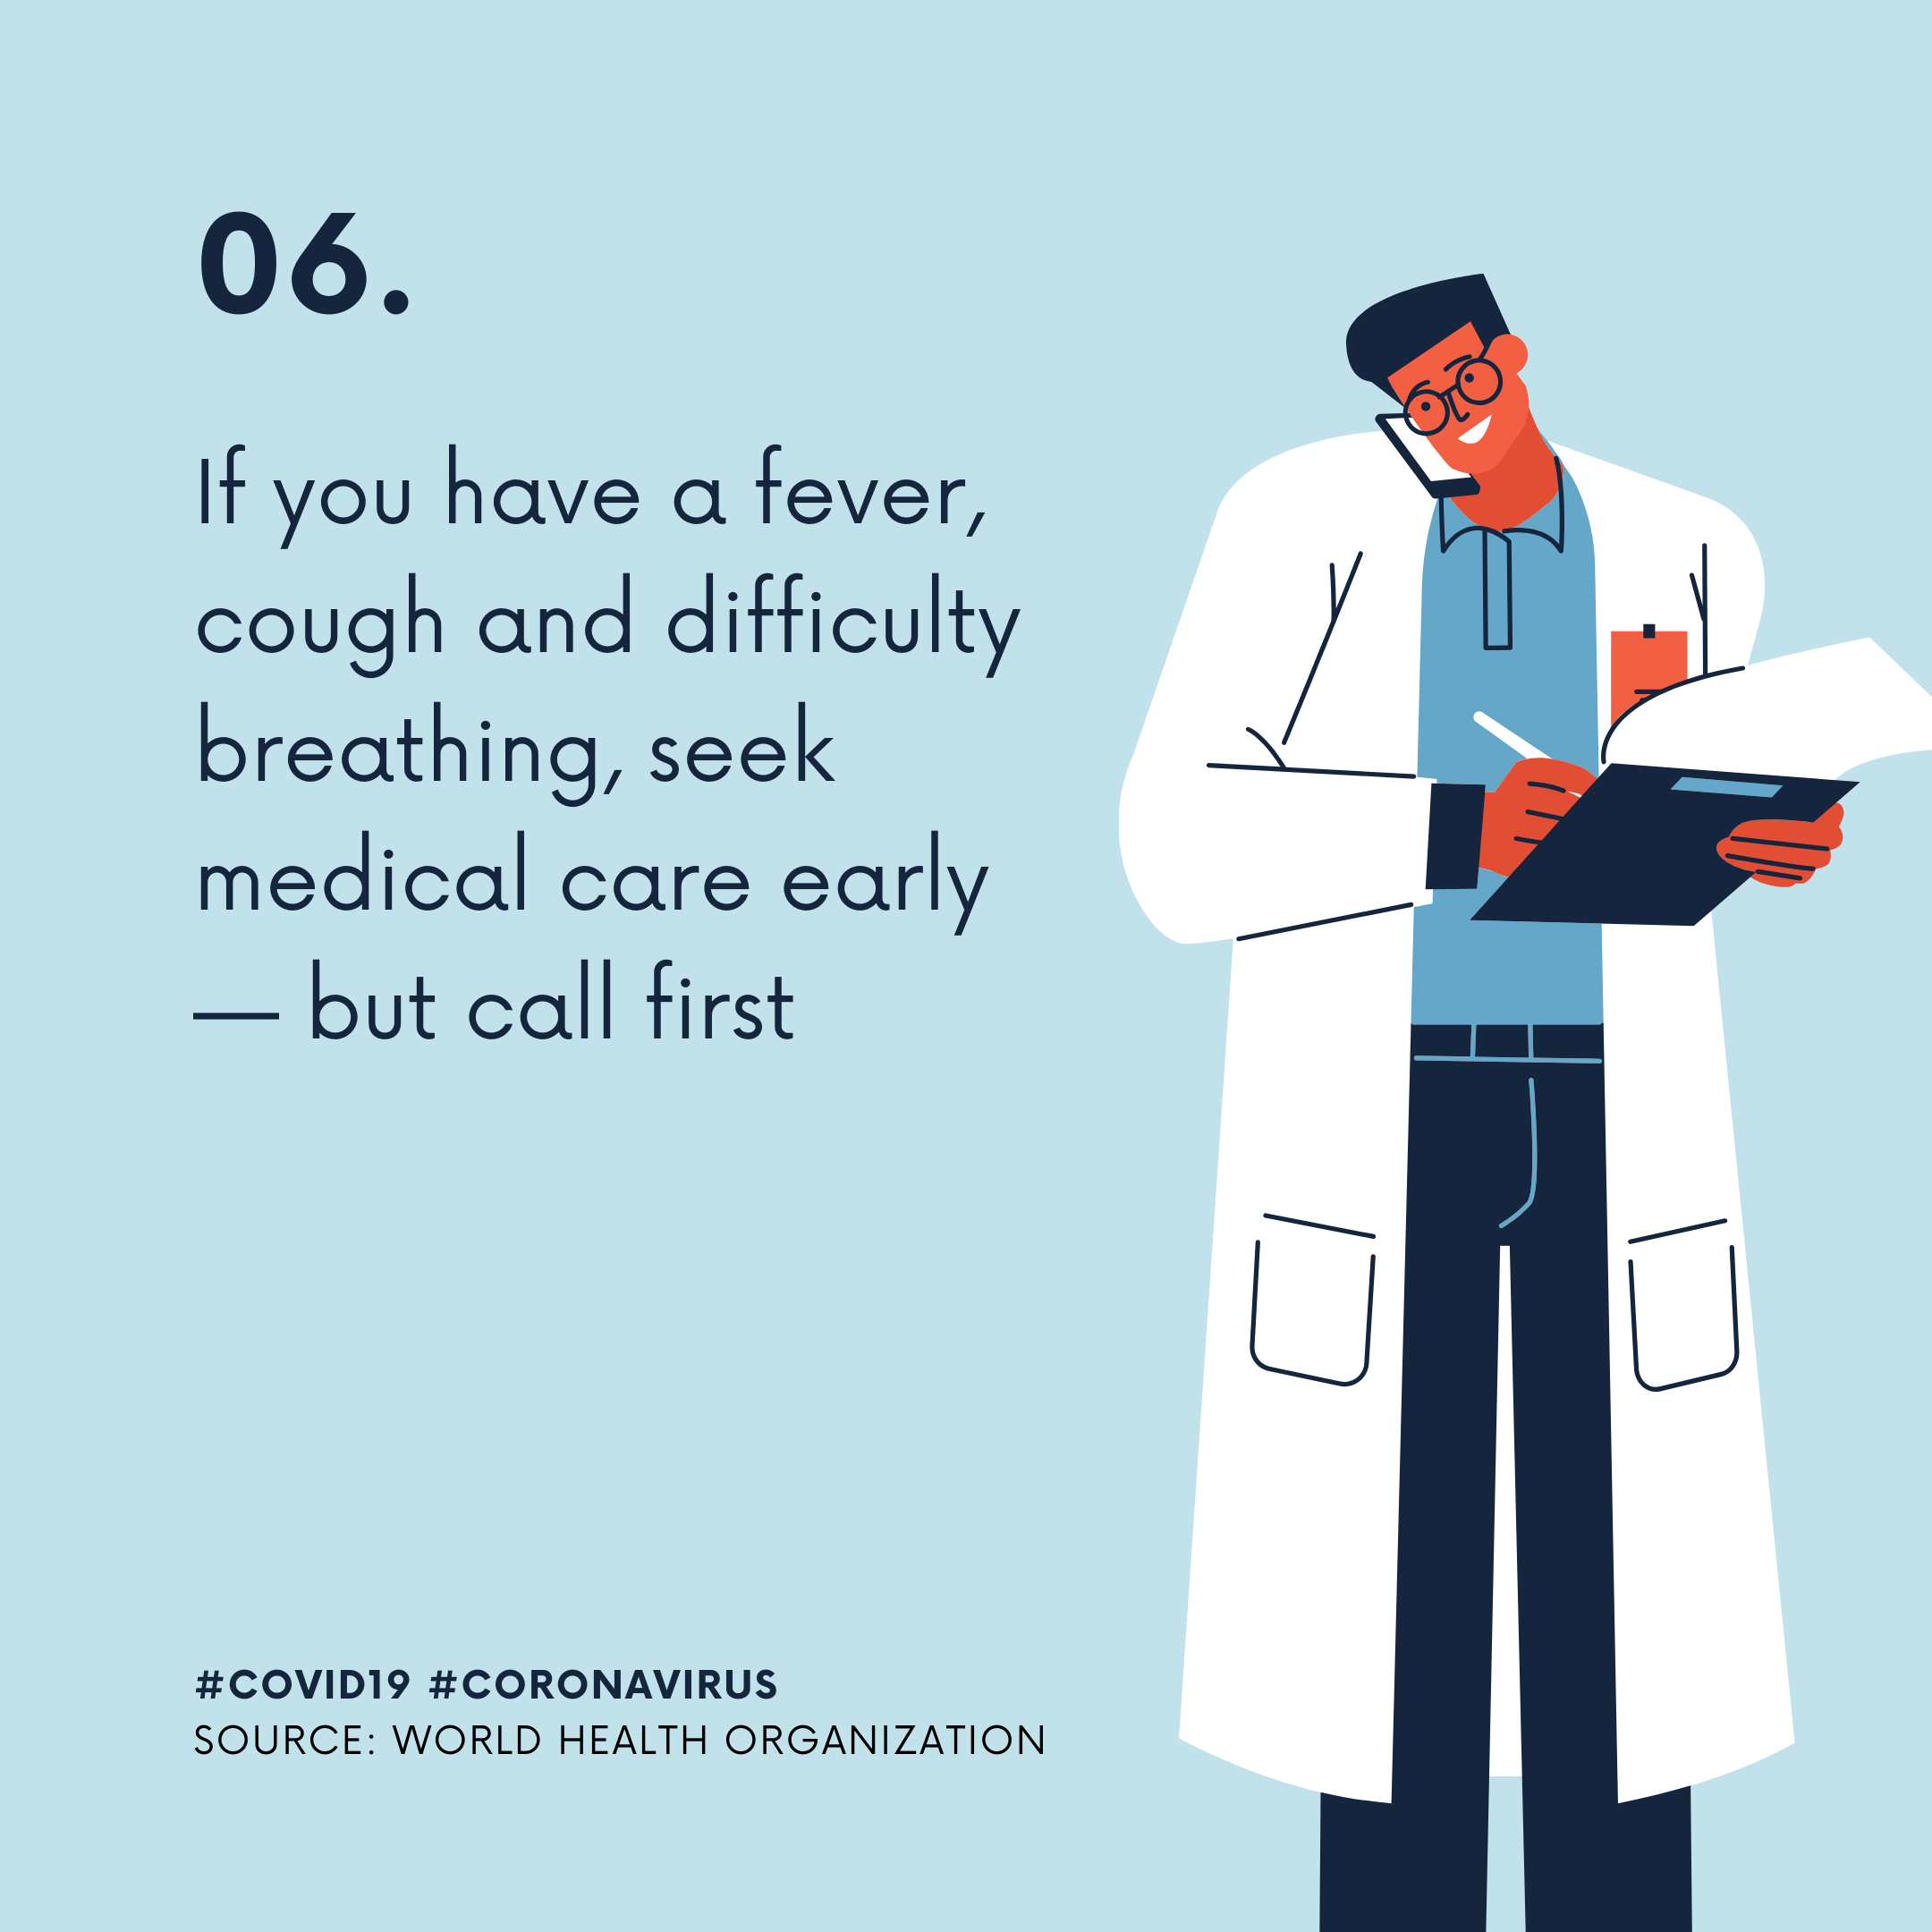 06.
If you have a fever,
cough and difficulty
breathing, seek
medical care early
— but call first
#COVID19 #CORONAVIRUS
SOURCE: WORLD HEALTH ORGANIZATION